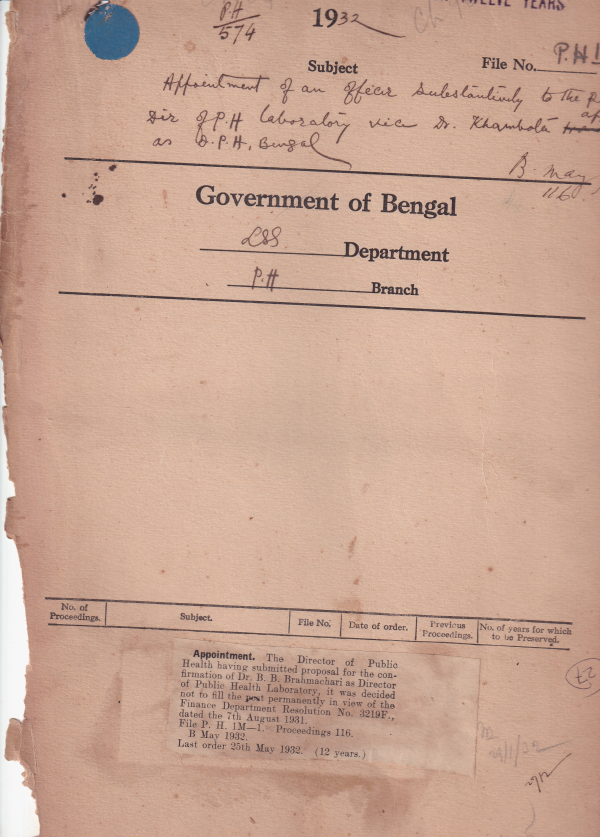 TWELVE YEARS
P.H
574
1932
Subject
File No. P.H 1
Appointment of an officer substantively to the
Dir of P.H Laboratory vice Dr. Khambata
as D.P.H, Bengal
B. May
116
Government of Bengal
LSG Department
P.H Branch
No. of Proceedings. Subject. File No. Date of order. Previous Proceedings. No. of years for which to be Preserved.
Appointment. The Director of Public
Health having submitted proposal for the con-
firmation of Dr. B. B. Brahmachari as Director
of Public Health Laboratory, it was decided
not to fill the post permanently in view of the
Finance Department Resolution No. 3219F.,
dated the 7th August 1931.
File P. H. 1M—1. Proceedings 116.
B May 1932.
Last order 25th May 1932. (12 years.)